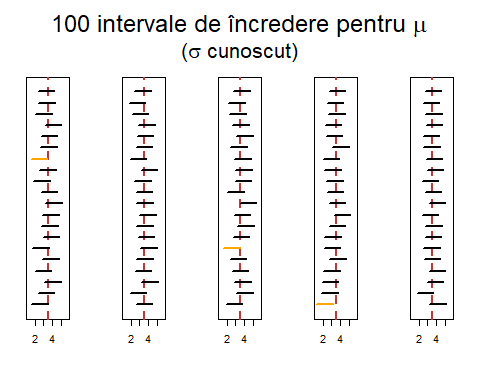 100 intervale de încredere pentru μ
(σ cunoscut)
2 4 2 4 2 4 2 4 2 4